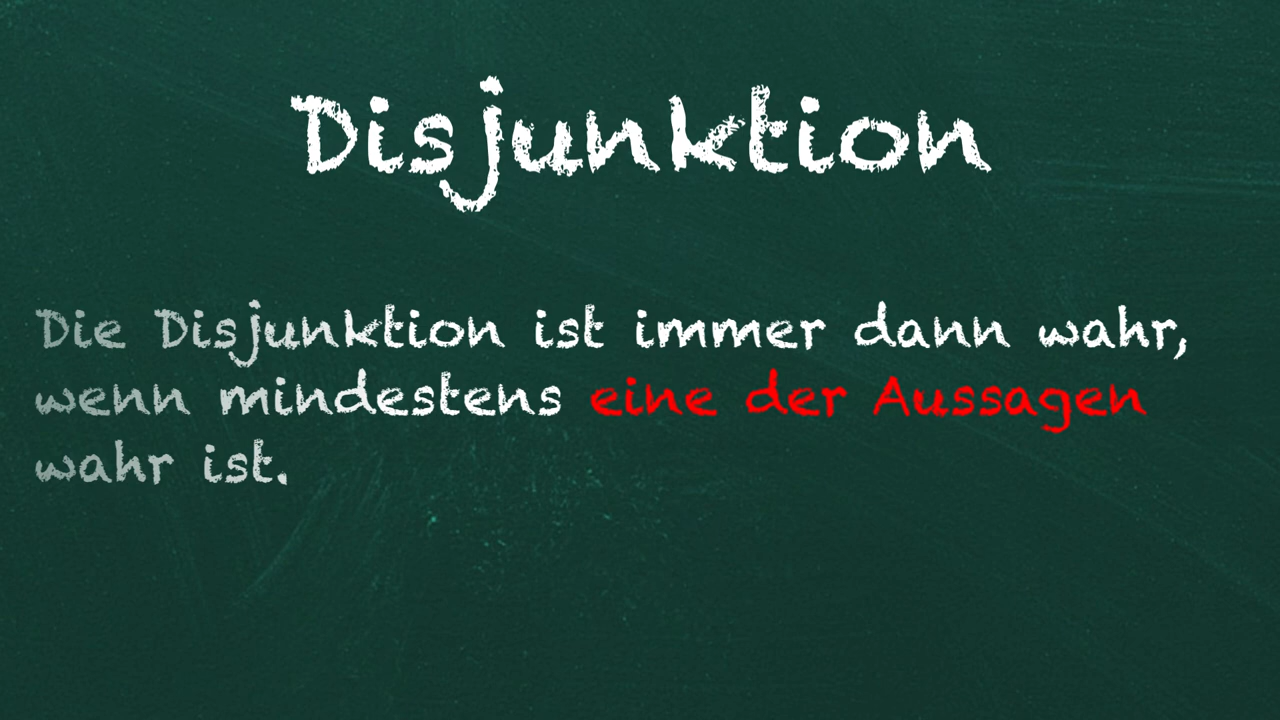 Disjunktion
Die Disjunktion ist immer dann wahr,
wenn mindestens eine der Aussagen
wahr ist.